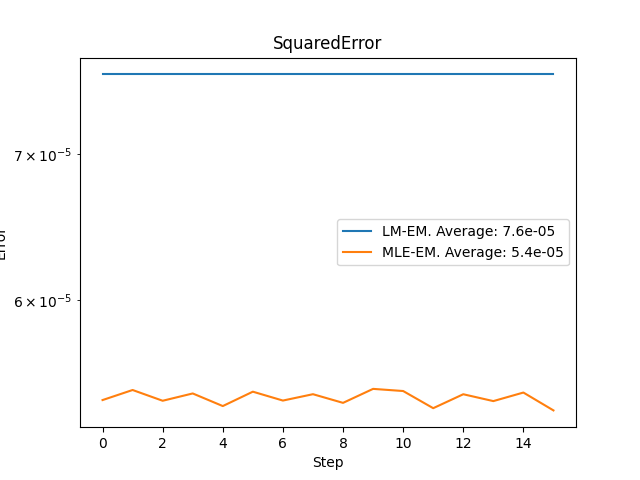 SquaredError
7 × 10⁻⁵
6 × 10⁻⁵
Error
LM-EM. Average: 7.6e-05
MLE-EM. Average: 5.4e-05
0 2 4 6 8 10 12 14
Step